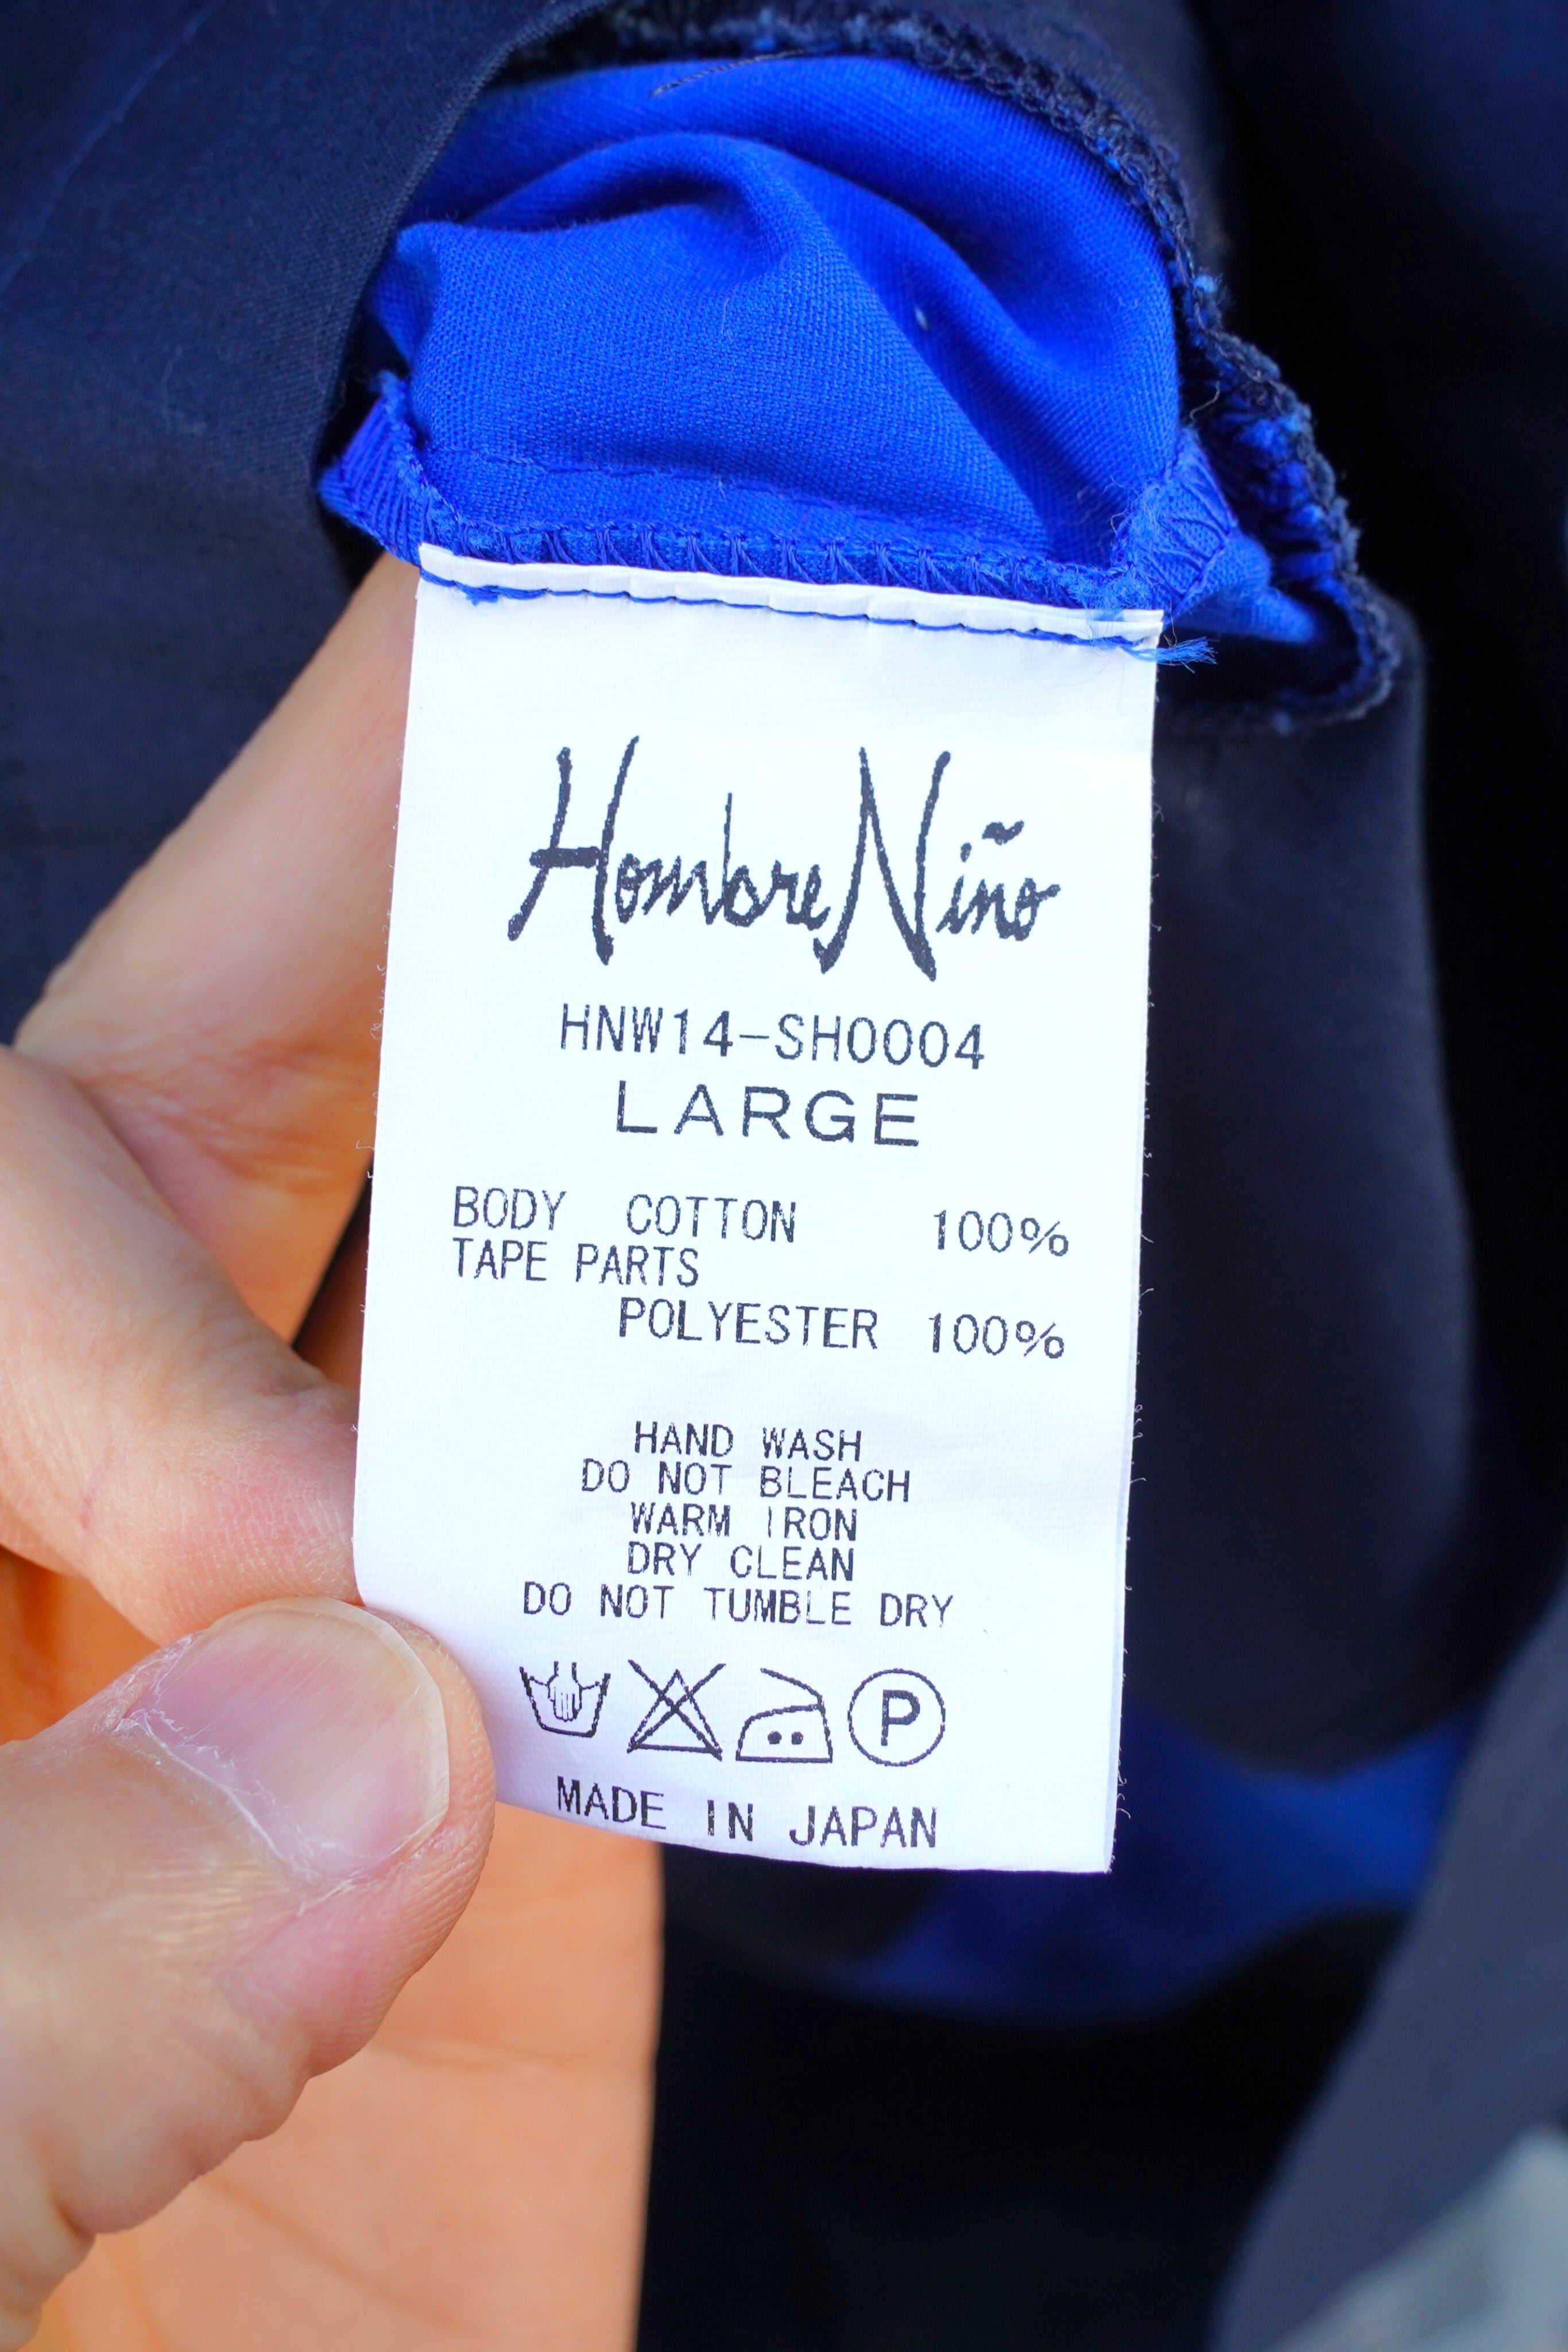 Hombre Niño
HNW14-SH0004
LARGE
BODY COTTON 100%
TAPE PARTS
POLYESTER 100%
HAND WASH
DO NOT BLEACH
WARM IRON
DRY CLEAN
DO NOT TUMBLE DRY
P
MADE IN JAPAN